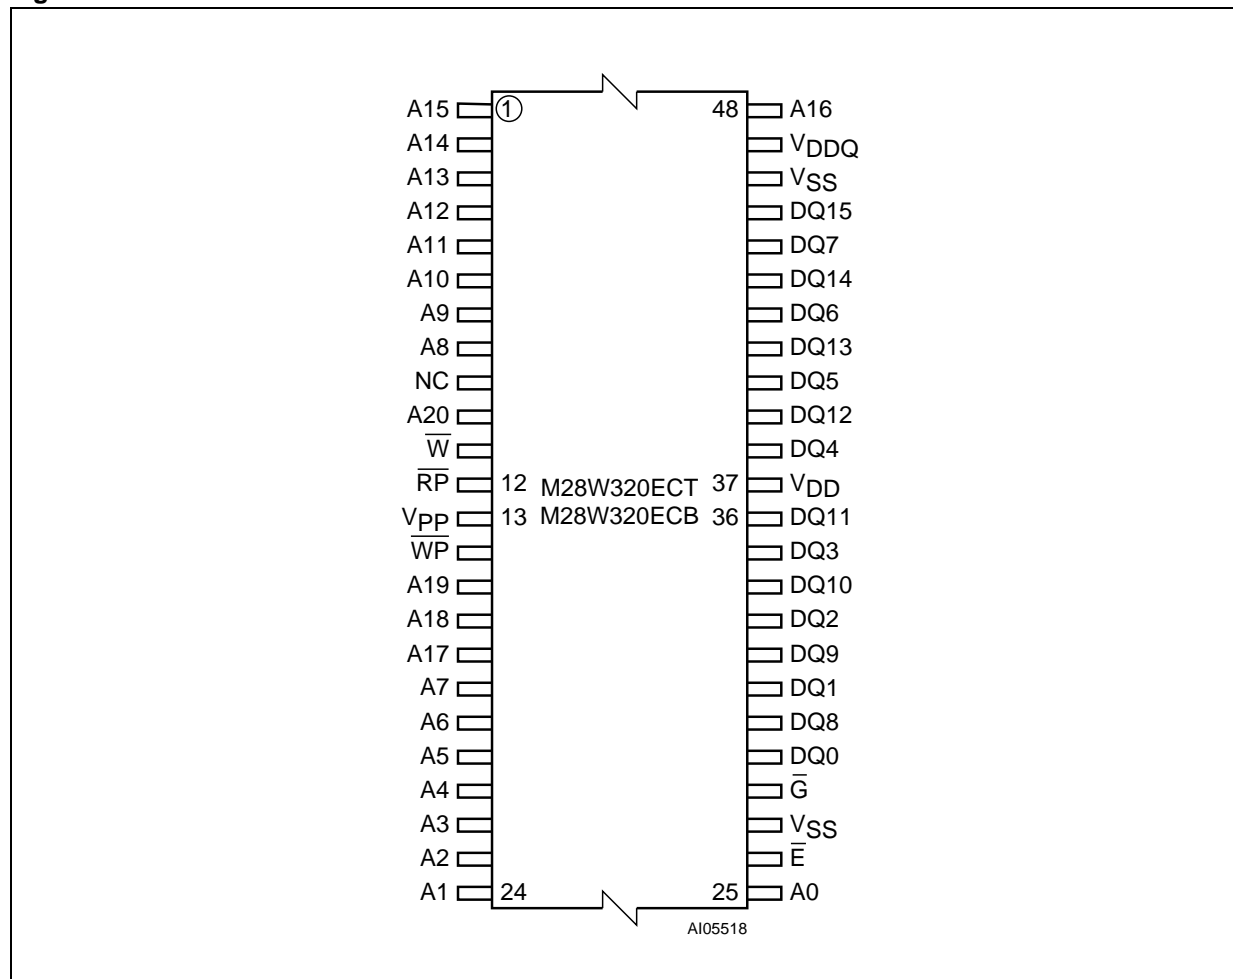 A15 1 48 A16
A14 VDDQ
A13 VSS
A12 DQ15
A11 DQ7
A10 DQ14
A9 DQ6
A8 DQ13
NC DQ5
A20 DQ12
W̅ DQ4
R̅P̅ 12 M28W320ECT 37 VDD
VPP 13 M28W320ECB 36 DQ11
W̅P̅ DQ3
A19 DQ10
A18 DQ2
A17 DQ9
A7 DQ1
A6 DQ8
A5 DQ0
A4 G̅
A3 VSS
A2 E̅
A1 24 25 A0
AI05518